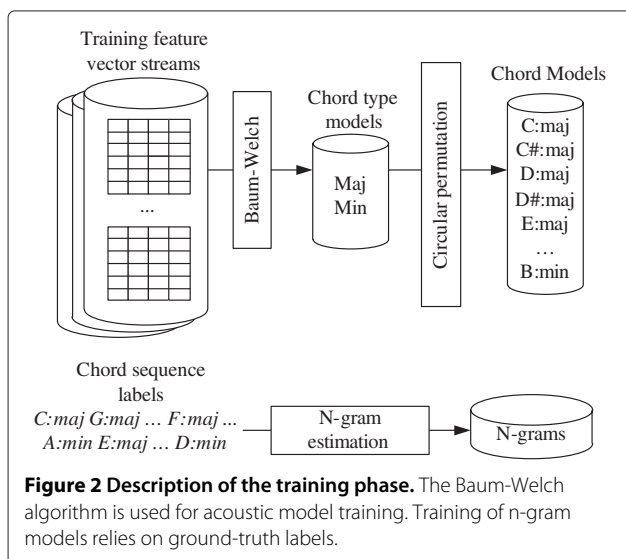 Training feature
vector streams
...
Baum-Welch
Chord type
models
Maj
Min
Circular permutation
Chord Models
C:maj
C#:maj
D:maj
D#:maj
E:maj
...
B:min
Chord sequence
labels
C:maj G:maj ... F:maj ...
A:min E:maj ... D:min
N-gram
estimation
N-grams
Figure 2 Description of the training phase. The Baum-Welch
algorithm is used for acoustic model training. Training of n-gram
models relies on ground-truth labels.